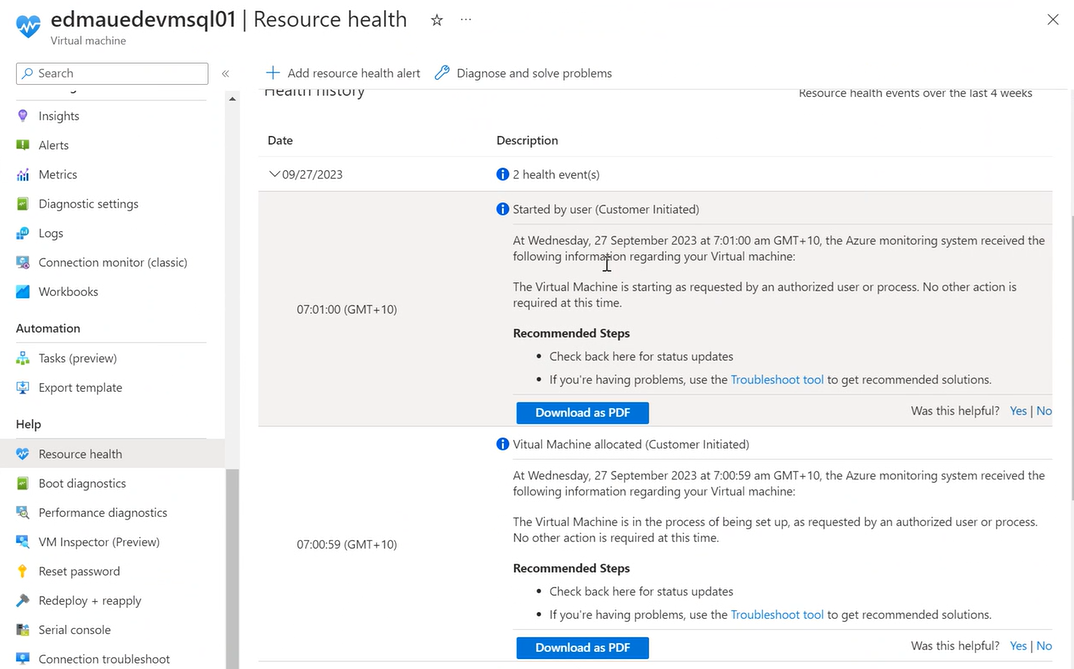 edmauedevmsql01 | Resource health
Virtual machine
Search
Add resource health alert
Diagnose and solve problems
Health history
Resource health events over the last 4 weeks
Insights
Alerts
Metrics
Diagnostic settings
Logs
Connection monitor (classic)
Workbooks
Automation
Tasks (preview)
Export template
Help
Resource health
Boot diagnostics
Performance diagnostics
VM Inspector (Preview)
Reset password
Redeploy + reapply
Serial console
Connection troubleshoot
Date
Description
09/27/2023
2 health event(s)
07:01:00 (GMT+10)
Started by user (Customer Initiated)
At Wednesday, 27 September 2023 at 7:01:00 am GMT+10, the Azure monitoring system received the
following information regarding your Virtual machine:
The Virtual Machine is starting as requested by an authorized user or process. No other action is
required at this time.
Recommended Steps
• Check back here for status updates
• If you're having problems, use the Troubleshoot tool to get recommended solutions.
Download as PDF
Was this helpful? Yes | No
07:00:59 (GMT+10)
Vitual Machine allocated (Customer Initiated)
At Wednesday, 27 September 2023 at 7:00:59 am GMT+10, the Azure monitoring system received the
following information regarding your Virtual machine:
The Virtual Machine is in the process of being set up, as requested by an authorized user or process.
No other action is required at this time.
Recommended Steps
• Check back here for status updates
• If you're having problems, use the Troubleshoot tool to get recommended solutions.
Download as PDF
Was this helpful? Yes | No